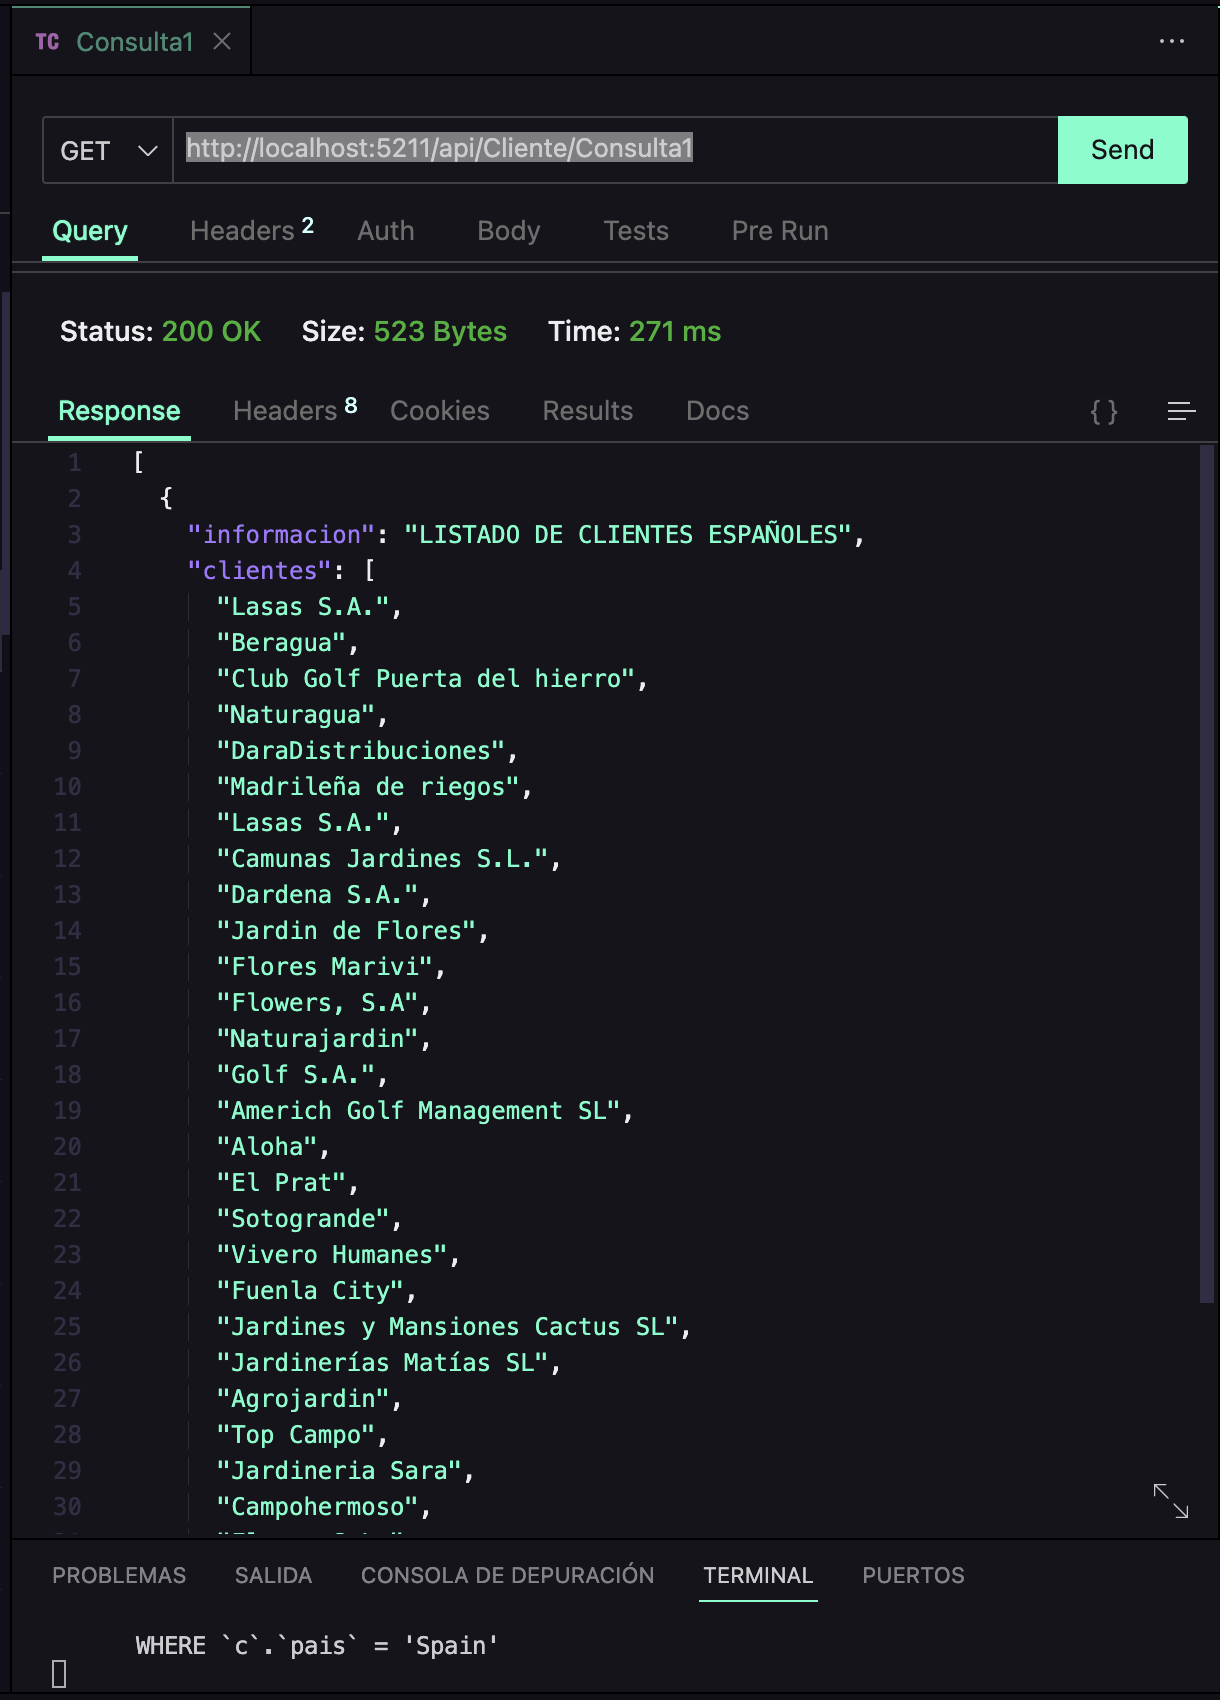 TC Consulta1
GET http://localhost:5211/api/Cliente/Consulta1 Send
Query Headers 2 Auth Body Tests Pre Run
Status: 200 OK Size: 523 Bytes Time: 271 ms
Response Headers 8 Cookies Results Docs { }
1 [
2 {
3 "informacion": "LISTADO DE CLIENTES ESPAÑOLES",
4 "clientes": [
5 "Lasas S.A.",
6 "Beragua",
7 "Club Golf Puerta del hierro",
8 "Naturagua",
9 "DaraDistribuciones",
10 "Madrileña de riegos",
11 "Lasas S.A.",
12 "Camunas Jardines S.L.",
13 "Dardena S.A.",
14 "Jardin de Flores",
15 "Flores Marivi",
16 "Flowers, S.A",
17 "Naturajardin",
18 "Golf S.A.",
19 "Americh Golf Management SL",
20 "Aloha",
21 "El Prat",
22 "Sotogrande",
23 "Vivero Humanes",
24 "Fuenla City",
25 "Jardines y Mansiones Cactus SL",
26 "Jardinerías Matías SL",
27 "Agrojardin",
28 "Top Campo",
29 "Jardineria Sara",
30 "Campohermoso",
PROBLEMAS SALIDA CONSOLA DE DEPURACIÓN TERMINAL PUERTOS
WHERE `c`.`pais` = 'Spain'